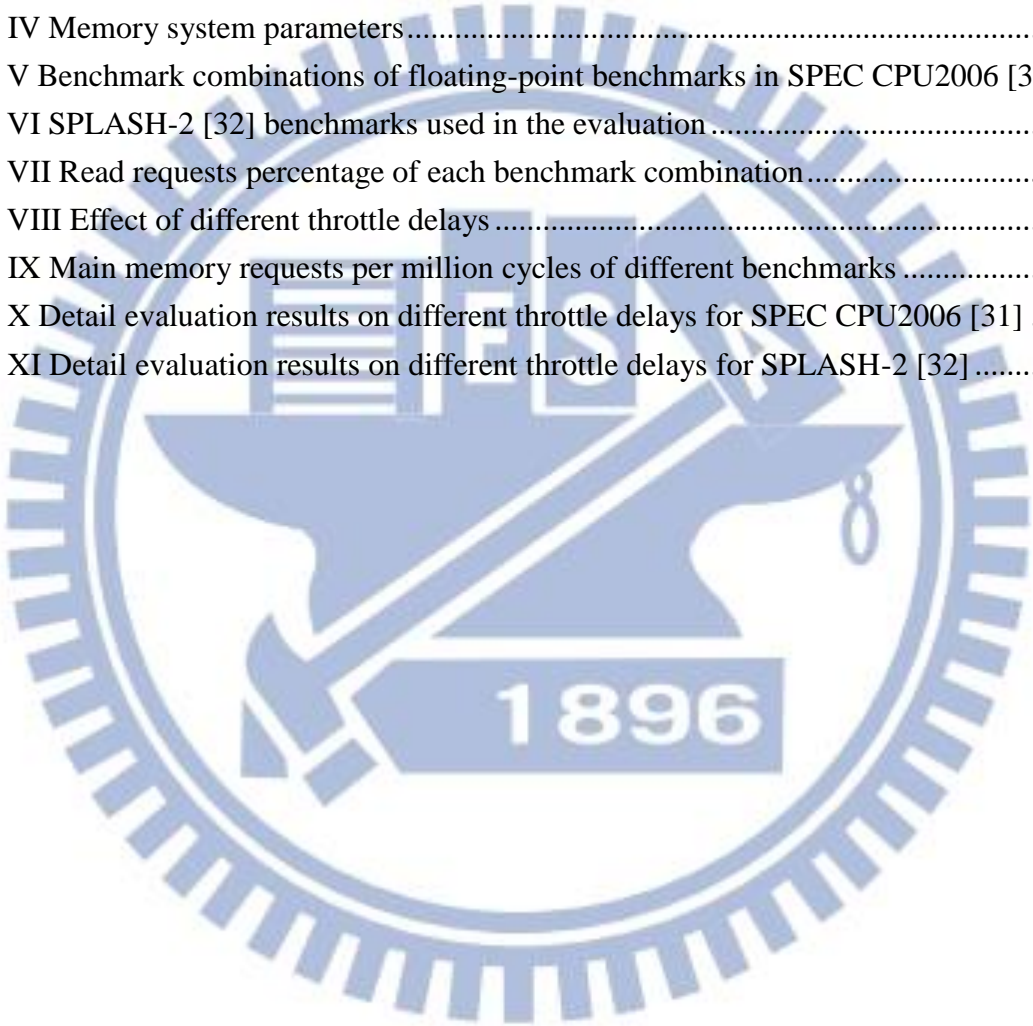 IV Memory system parameters
V Benchmark combinations of floating-point benchmarks in SPEC CPU2006 [3
VI SPLASH-2 [32] benchmarks used in the evaluation
VII Read requests percentage of each benchmark combination
VIII Effect of different throttle delays
IX Main memory requests per million cycles of different benchmarks
X Detail evaluation results on different throttle delays for SPEC CPU2006 [31]
XI Detail evaluation results on different throttle delays for SPLASH-2 [32]
E S A
1896